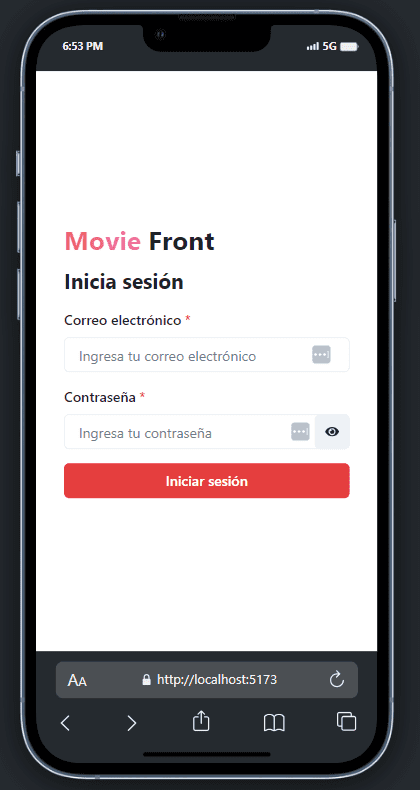 6:53 PM 5G
Movie Front
Inicia sesión
Correo electrónico *
Ingresa tu correo electrónico
Contraseña *
Ingresa tu contraseña
Iniciar sesión
AA http://localhost:5173